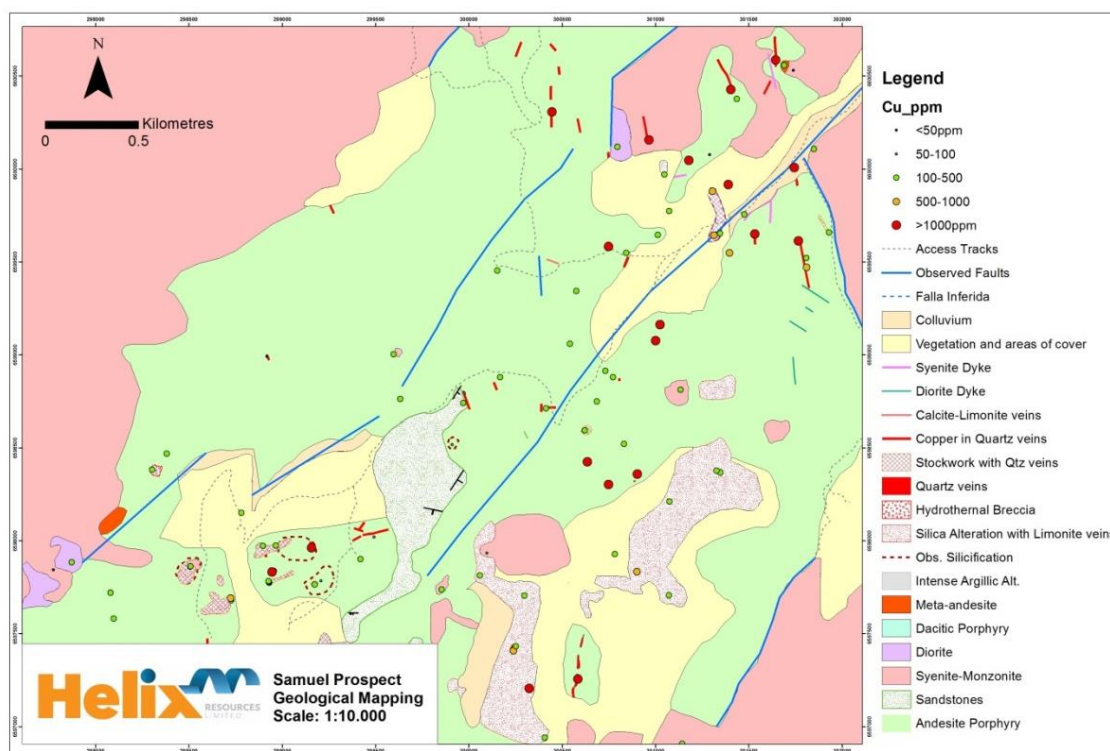 N
Kilometres
0 0.5
Legend
Cu_ppm
<50ppm
50-100
100-500
500-1000
>1000ppm
Access Tracks
Observed Faults
Falla Inferida
Colluvium
Vegetation and areas of cover
Syenite Dyke
Diorite Dyke
Calcite-Limonite veins
Copper in Quartz veins
Stockwork with Qtz veins
Quartz veins
Hydrothenal Breccia
Silica Alteration with Limonite veins
Obs. Silicification
Intense Argillic Alt.
Meta-andesite
Dacitic Porphyry
Diorite
Syenite-Monzonite
Sandstones
Andesite Porphyry
Helix
RESOURCES
LIMITED
Samuel Prospect
Geological Mapping
Scale: 1:10.000